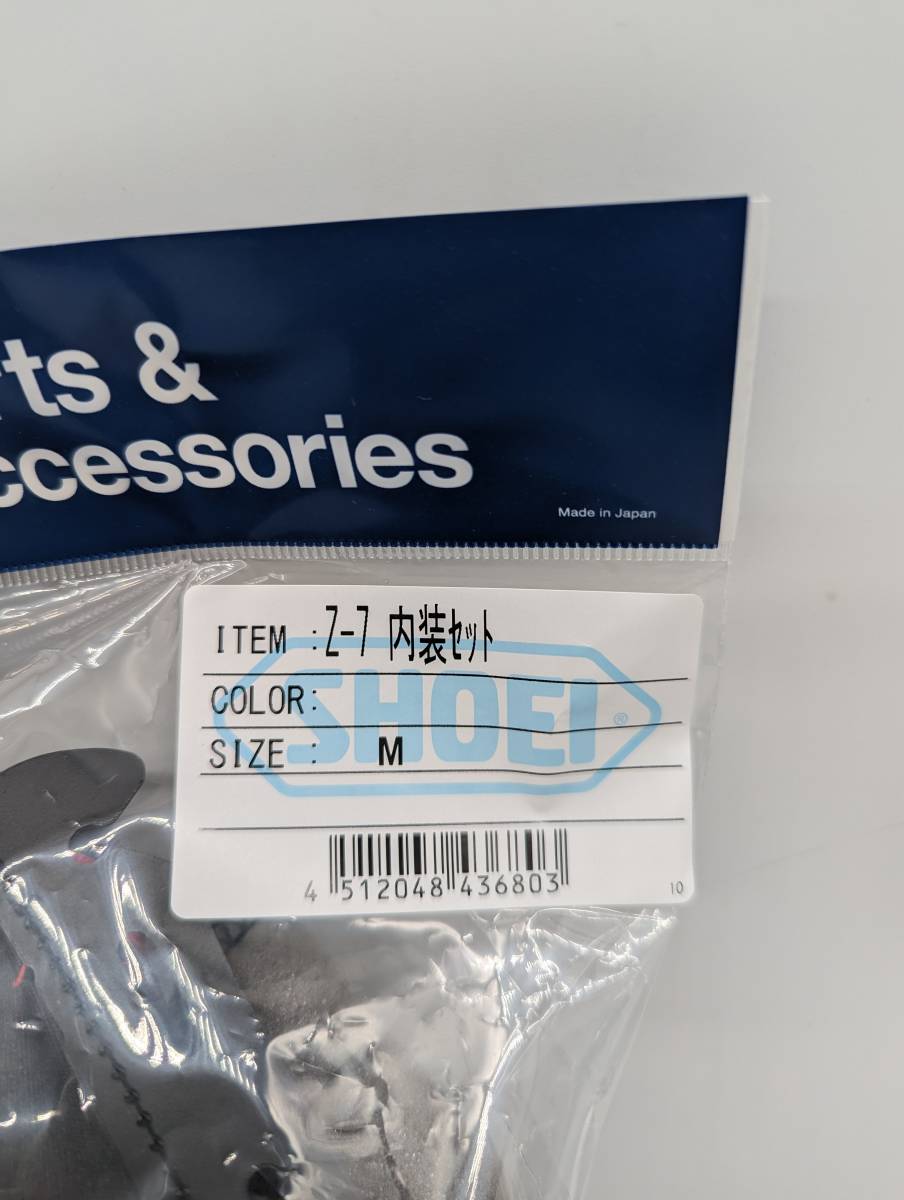 rts &
ccessories
Made in Japan
ITEM : Z-7 内装セット
COLOR:
SHOEI®
SIZE : M
4 512048 436803
10